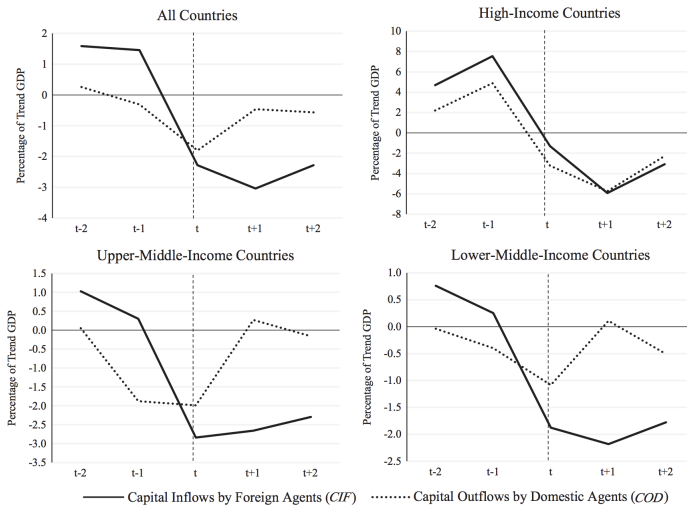 All Countries
Percentage of Trend GDP
2
1
0
-1
-2
-3
-4
t-2 t-1 t t+1 t+2
High-Income Countries
Percentage of Trend GDP
10
8
6
4
2
0
-2
-4
-6
-8
t-2 t-1 t t+1 t+2
Upper-Middle-Income Countries
Percentage of Trend GDP
1.5
1.0
0.5
0.0
-0.5
-1.0
-1.5
-2.0
-2.5
-3.0
-3.5
t-2 t-1 t t+1 t+2
Lower-Middle-Income Countries
Percentage of Trend GDP
1.0
0.5
0.0
-0.5
-1.0
-1.5
-2.0
-2.5
t-2 t-1 t t+1 t+2
Capital Inflows by Foreign Agents (CIF) Capital Outflows by Domestic Agents (COD)